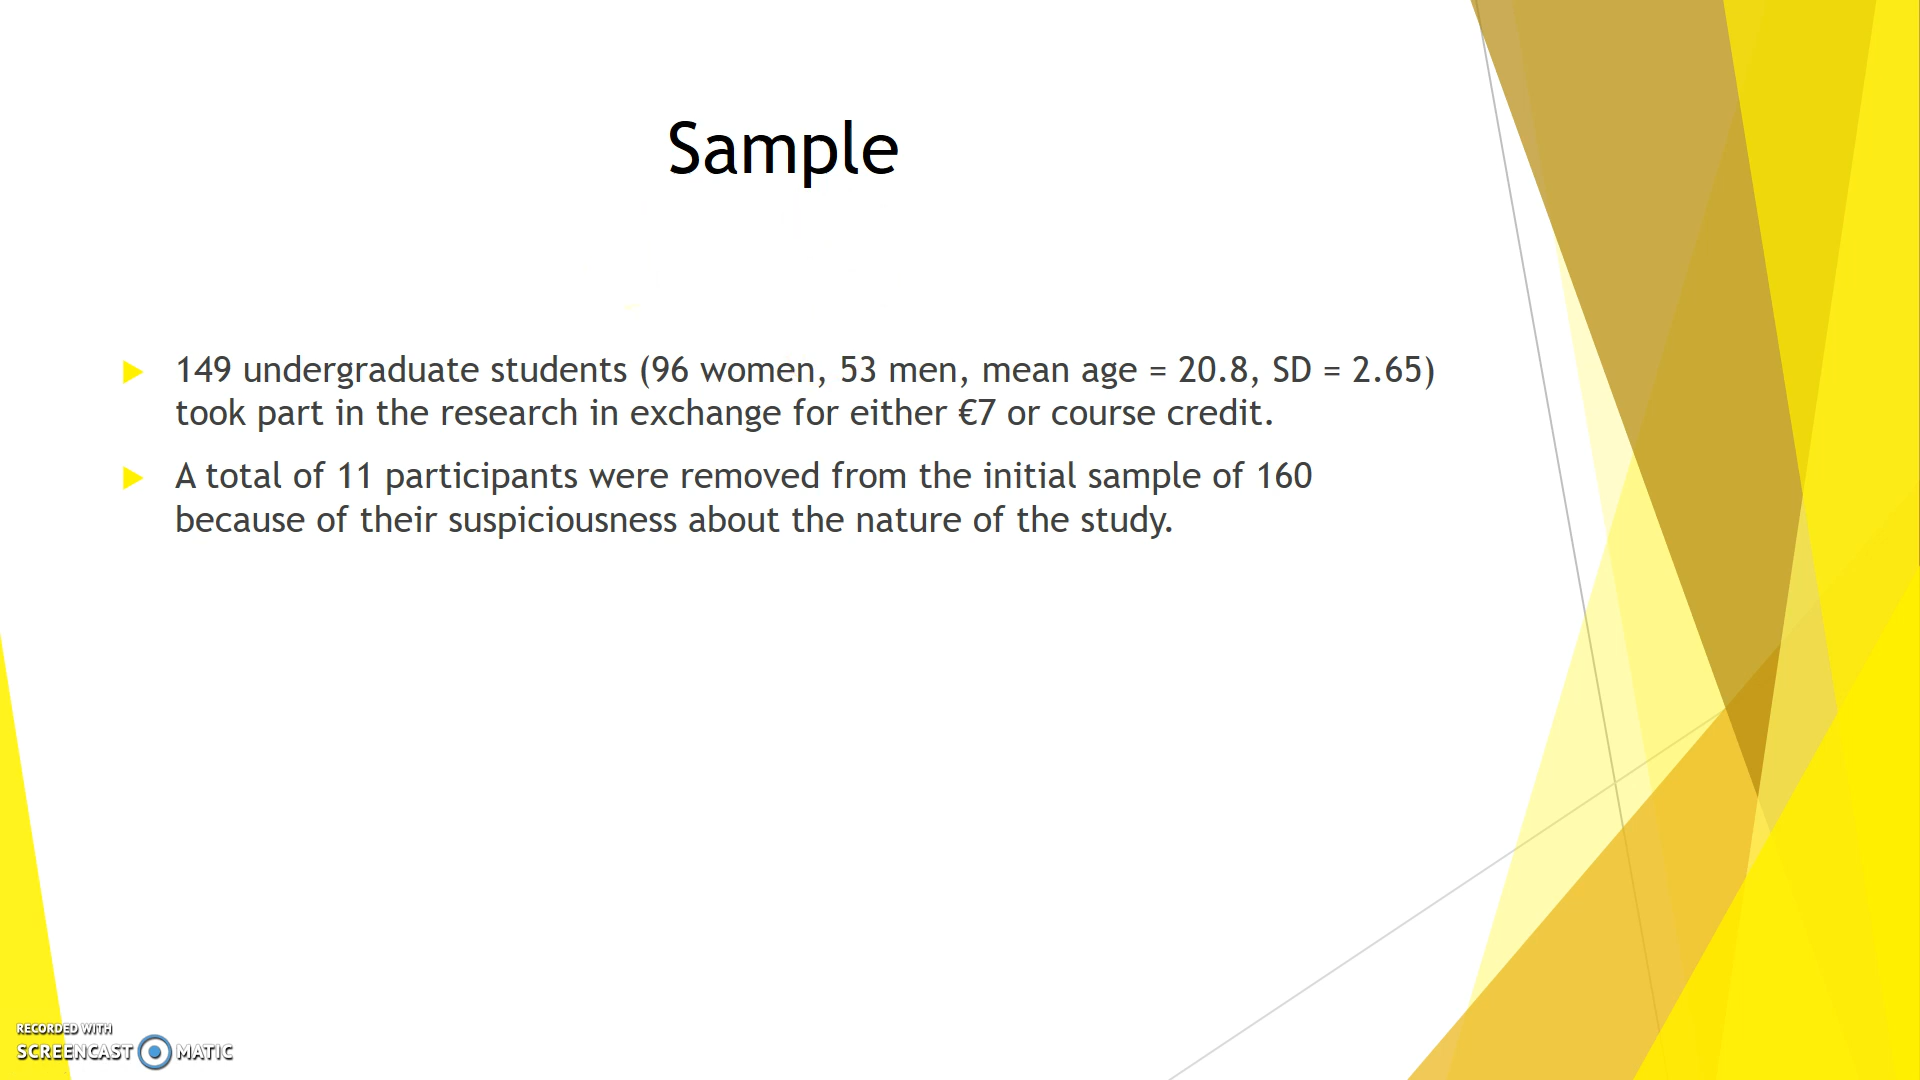 Sample
149 undergraduate students (96 women, 53 men, mean age = 20.8, SD = 2.65)
took part in the research in exchange for either €7 or course credit.
A total of 11 participants were removed from the initial sample of 160
because of their suspiciousness about the nature of the study.
RECORDED WITH
SCREENCAST MATIC